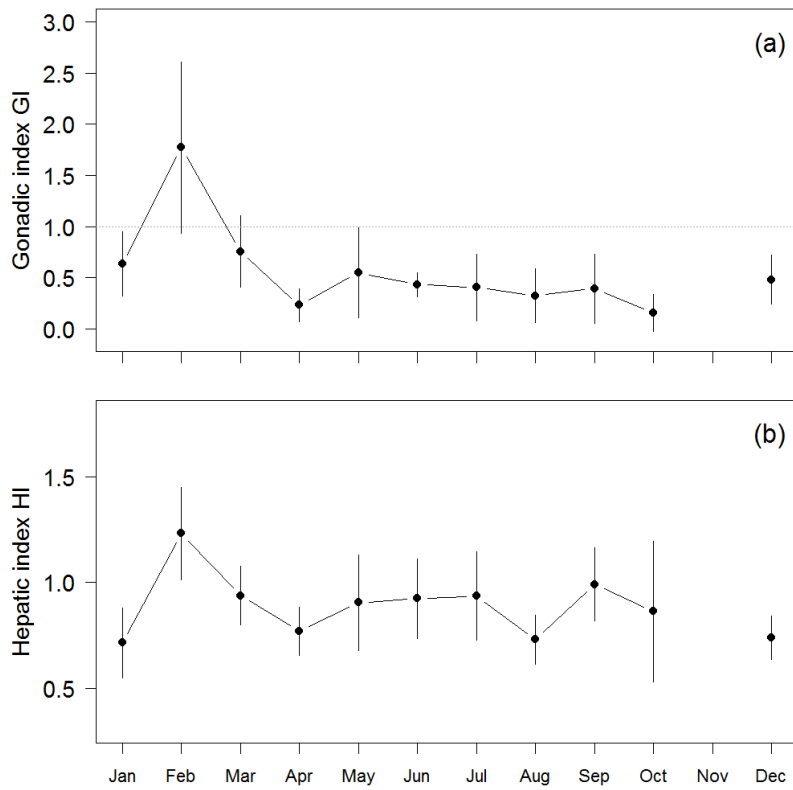 (a)
Gonadic index GI
3.0
2.5
2.0
1.5
1.0
0.5
0.0
(b)
Hepatic index HI
1.5
1.0
0.5
Jan Feb Mar Apr May Jun Jul Aug Sep Oct Nov Dec